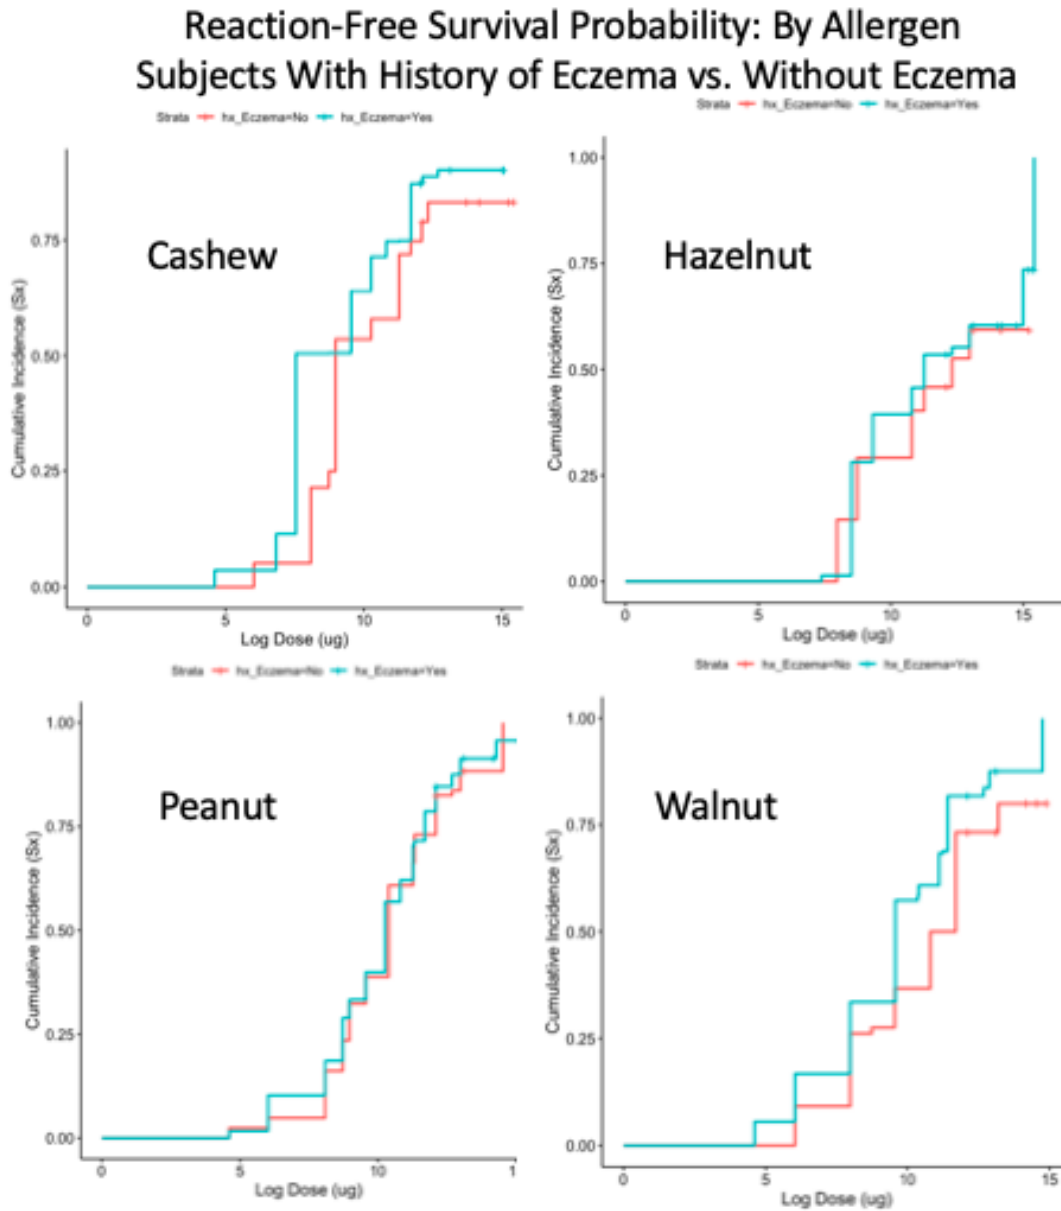 Reaction-Free Survival Probability: By Allergen
Subjects With History of Eczema vs. Without Eczema
Strata hx_Eczema=No hx_Eczema=Yes
Cashew
Cumulative Incidence (Sx)
0.75
0.50
0.25
0.00
0 5 10 15
Log Dose (ug)
Strata hx_Eczema=No hx_Eczema=Yes
Hazelnut
Cumulative Incidence (Sx)
1.00
0.75
0.50
0.25
0.00
0 5 10 15
Log Dose (ug)
Strata hx_Eczema=No hx_Eczema=Yes
Peanut
Cumulative Incidence (Sx)
1.00
0.75
0.50
0.25
0.00
0 5 10 1
Log Dose (ug)
Strata hx_Eczema=No hx_Eczema=Yes
Walnut
Cumulative Incidence (Sx)
1.00
0.75
0.50
0.25
0.00
0 5 10 15
Log Dose (ug)